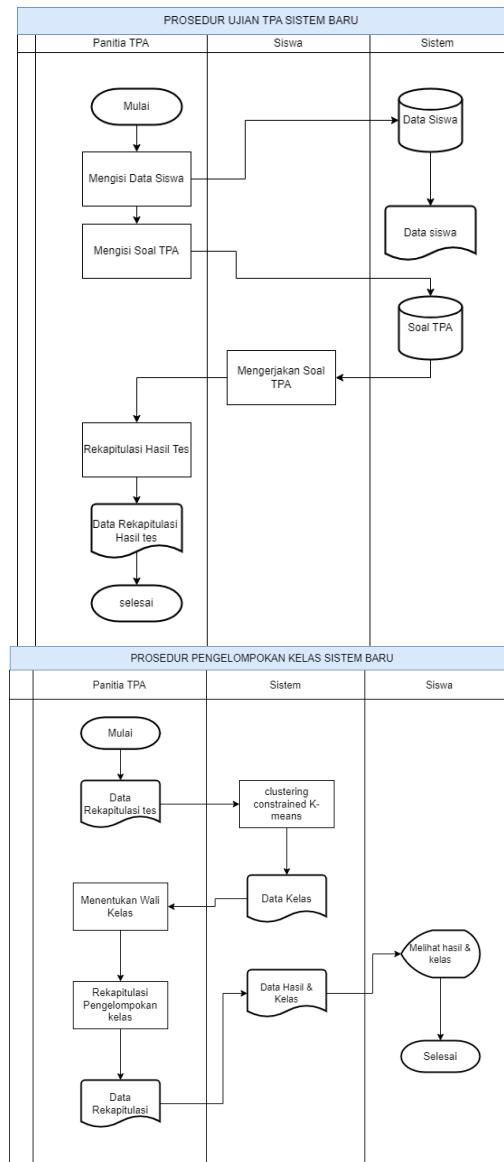 PROSEDUR UJIAN TPA SISTEM BARU
Panitia TPA
Siswa
Sistem
Mulai
Data Siswa
Mengisi Data Siswa
Data siswa
Mengisi Soal TPA
Soal TPA
Mengerjakan Soal
TPA
Rekapitulasi Hasil Tes
Data Rekapitulasi
Hasil tes
selesai
PROSEDUR PENGELOMPOKAN KELAS SISTEM BARU
Panitia TPA
Sistem
Siswa
Mulai
Data
Rekapitulasi tes
clustering
constrained K-
means
Data Kelas
Menentukan Wali
Kelas
Melihat hasil &
kelas
Rekapitulasi
Pengelompokan
kelas
Data Hasil &
Kelas
Selesai
Data
Rekapitulasi